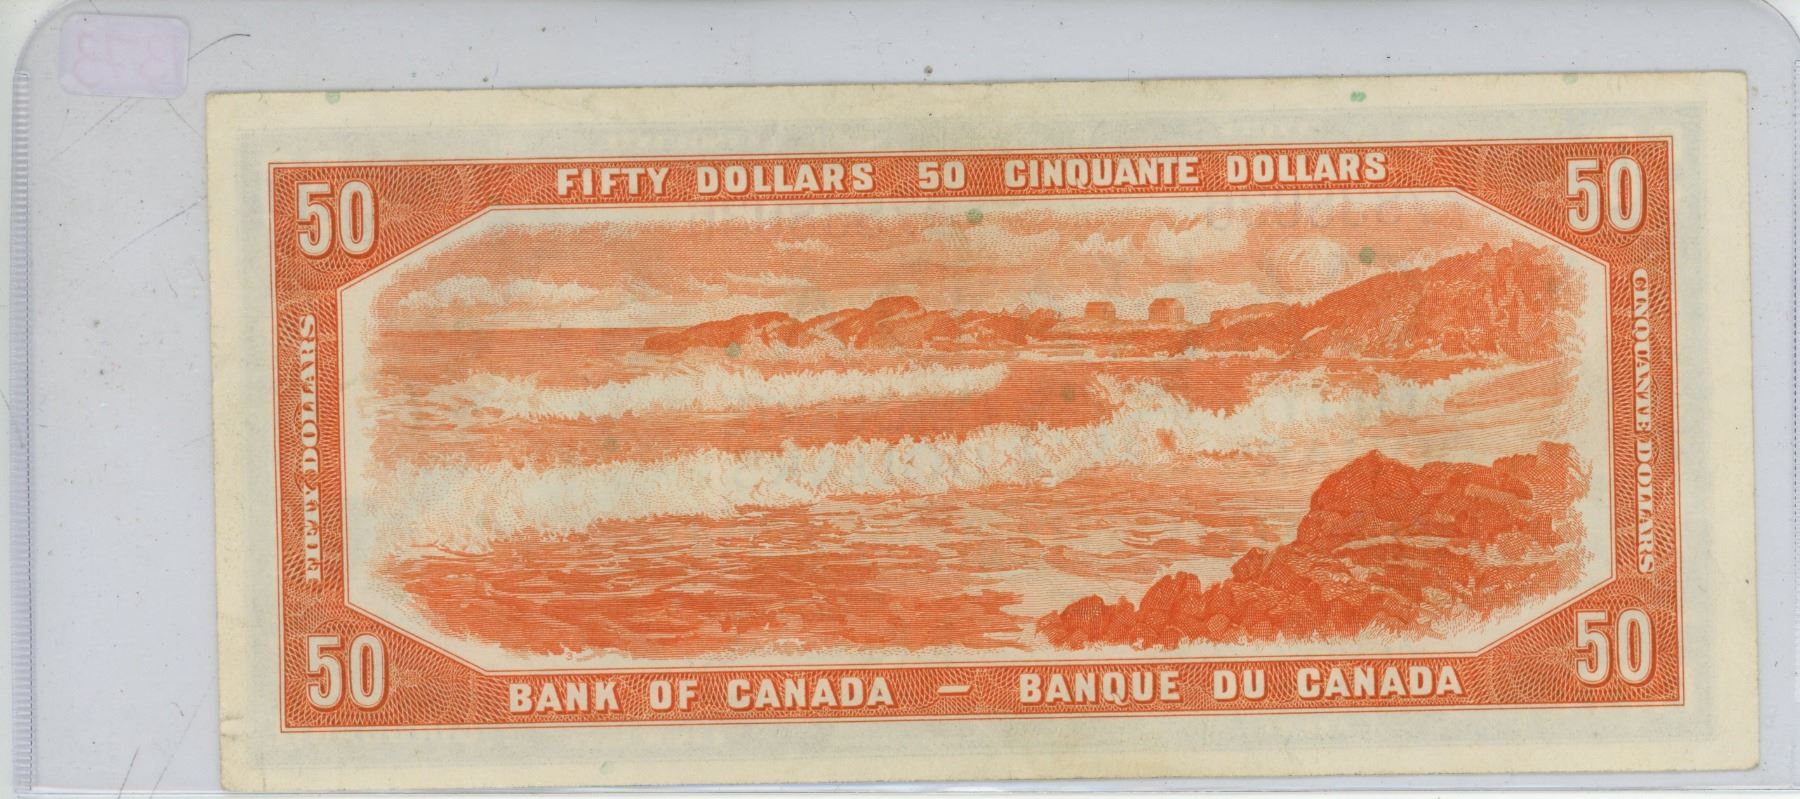 50 FIFTY DOLLARS 50 CINQUANTE DOLLARS 50
FIFTY DOLLARS
CINQUANTE DOLLARS
50 BANK OF CANADA — BANQUE DU CANADA 50